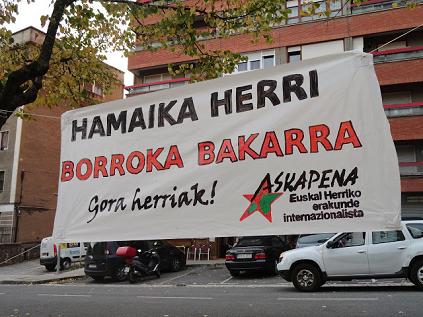 HAMAIKA HERRI
BORROKA BAKARRA
Gora herriak!
ASKAPENA
Euskal Herriko
erakunde
internazionalista